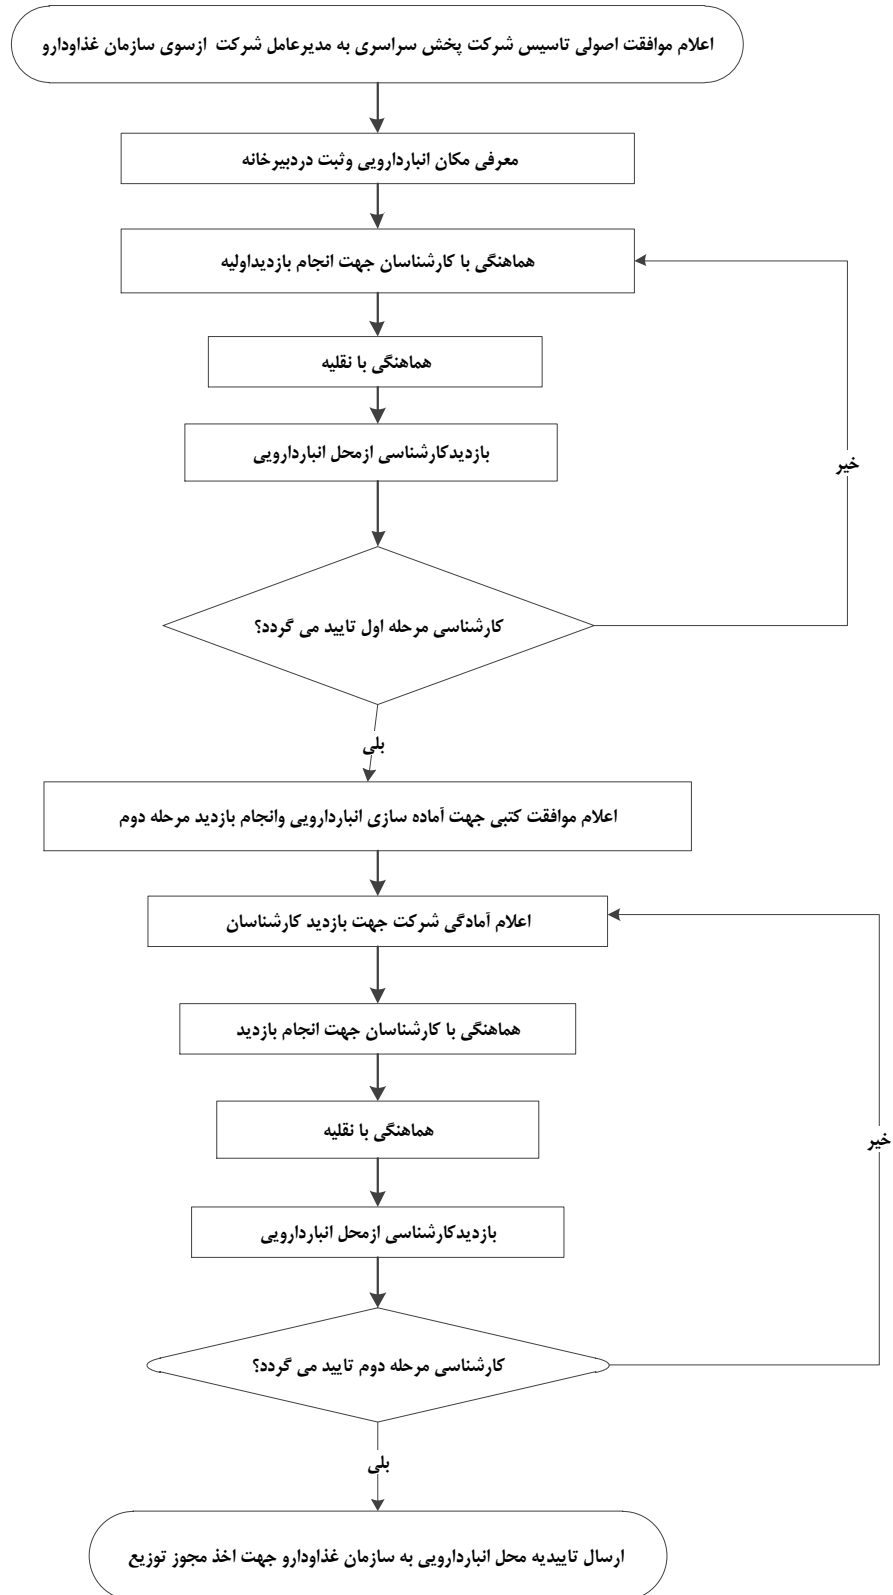 اعلام موافقت اصولی تاسیس شرکت پخش سراسری به مدیرعامل شرکت ازسوی سازمان غذاودارو
معرفی مکان انباردارویی وثبت دردبیرخانه
هماهنگی با کارشناسان جهت انجام بازدیداولیه
هماهنگی با نقلیه
بازدیدکارشناسی ازمحل انباردارویی
خیر
کارشناسی مرحله اول تایید می گردد؟
بلی
اعلام موافقت کتبی جهت آماده سازی انباردارویی وانجام بازدید مرحله دوم
اعلام آمادگی شرکت جهت بازدید کارشناسان
هماهنگی با کارشناسان جهت انجام بازدید
هماهنگی با نقلیه
خیر
بازدیدکارشناسی ازمحل انباردارویی
کارشناسی مرحله دوم تایید می گردد؟
بلی
ارسال تاییدیه محل انباردارویی به سازمان غذاودارو جهت اخذ مجوز توزیع